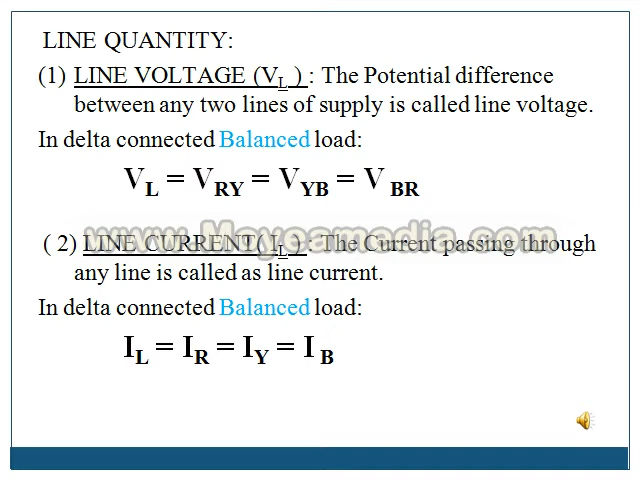 LINE QUANTITY:
(1) LINE VOLTAGE (VL ) : The Potential difference
between any two lines of supply is called line voltage.
In delta connected Balanced load:
VL = VRY = VYB = V BR
www.Mayoamedia.com
( 2) LINE CURRENT( IL ) : The Current passing through
any line is called as line current.
In delta connected Balanced load:
IL = IR = IY = I B